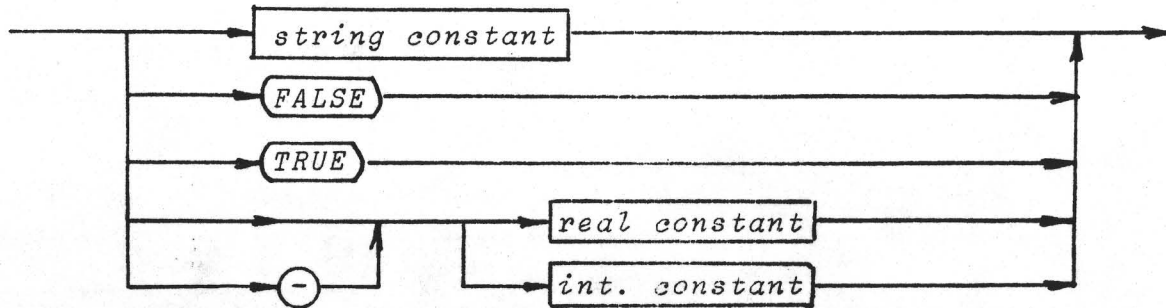 string constant
FALSE
TRUE
real constant
-
int. constant